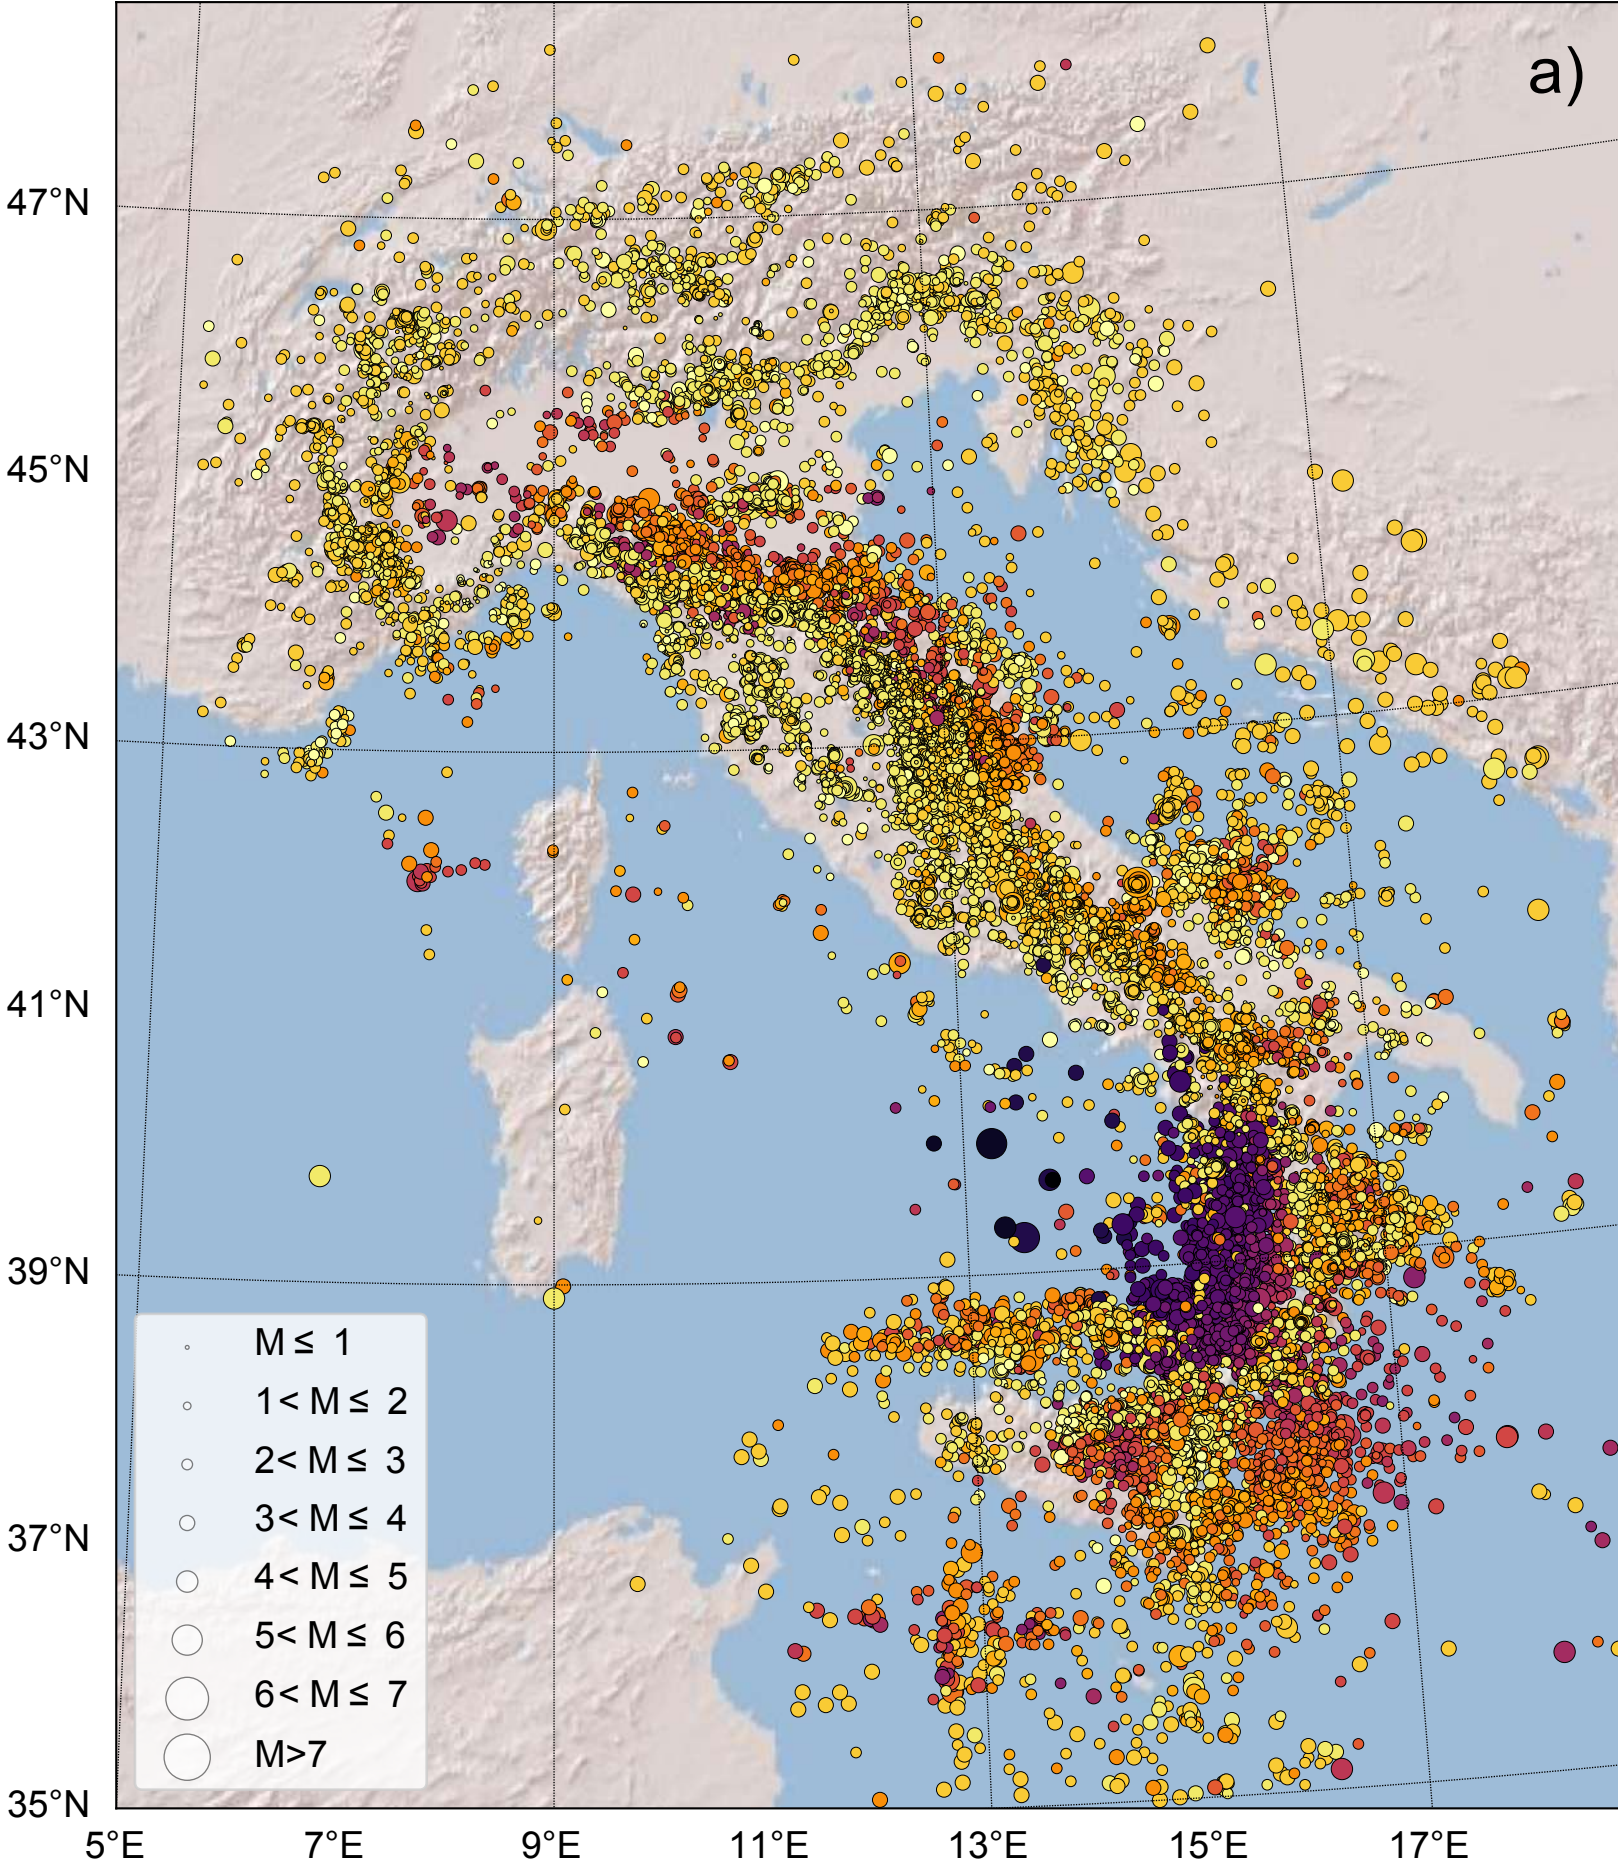 a)
47°N
45°N
43°N
41°N
39°N
37°N
35°N
M ≤ 1
1 < M ≤ 2
2 < M ≤ 3
3 < M ≤ 4
4 < M ≤ 5
5 < M ≤ 6
6 < M ≤ 7
M>7
5°E 7°E 9°E 11°E 13°E 15°E 17°E